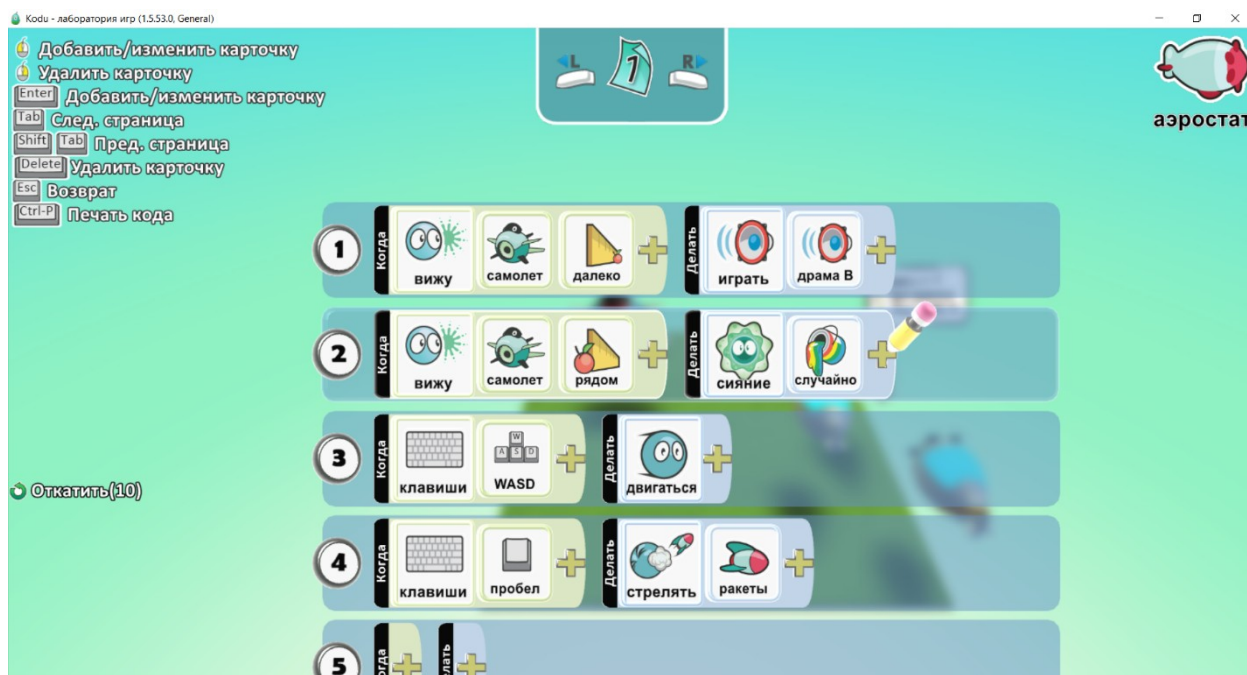 Kodu - лаборатория игр (1.5.53.0, General)
Добавить/изменить карточку
Удалить карточку
Enter Добавить/изменить карточку
Tab След. страница
Shift Tab Пред. страница
Delete Удалить карточку
Esc Возврат
Ctrl-P Печать кода
Откатить(10)
L 1 R
аэростат
1 Когда вижу самолет далеко Делать играть драма В
2 Когда вижу самолет рядом Делать сияние случайно
3 Когда клавиши W A S D WASD Делать двигаться
4 Когда клавиши пробел Делать стрелять ракеты
5